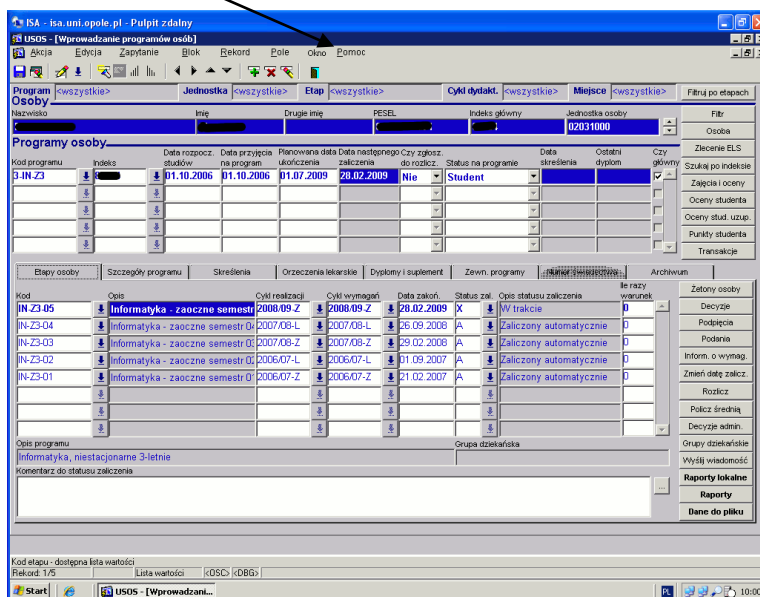 ISA - isa.uni.opole.pl - Pulpit zdalny
USOS - [Wprowadzanie programów osób]
Akcja Edycja Zapytanie Blok Rekord Pole Okno Pomoc
Program <wszystkie> Jednostka <wszystkie> Etap <wszystkie> Cykl dydakt. <wszystkie> Miejsce <wszystkie> Filtruj po etapach
Osoby
Nazwisko Imię Drugie imię PESEL Indeks główny Jednostka osoby Filtr
02031000 Osoba
Programy osoby
Zlecenie ELS
Data rozpocz. Data przyjęcia Planowana data Data następnego Czy zgłosz. Data Ostatni Czy
Kod programu Indeks studiów na program ukończenia zaliczenia do rozlicz. Status na programie skreślenia dyplom główny
Szukaj po indeksie
3-IN-Z3 8 01.10.2006 01.10.2006 01.07.2009 28.02.2009 Nie Student
Zajęcia i oceny
Oceny studenta
Oceny stud. uzup.
Punkty studenta
Transakcje
Etapy osoby Szczegóły programu Skreślenia Orzeczenia lekarskie Dyplomy i suplement Zewn. programy Numer świadectwa Archiwum
Ile razy
Kod Opis Cykl realizacji Cykl wymagań Data zakoń. Status zal. Opis statusu zaliczenia warunek
Żetony osoby
IN-Z3-05 Informatyka - zaoczne semestr 2008/09-Z 2008/09-Z 28.02.2009 X W trakcie 0
Decyzje
IN-Z3-04 Informatyka - zaoczne semestr 04 2007/08-L 2007/08-L 26.09.2008 A Zaliczony automatycznie 0
Podpięcia
IN-Z3-03 Informatyka - zaoczne semestr 03 2007/08-Z 2007/08-Z 29.02.2008 A Zaliczony automatycznie 0
Podania
IN-Z3-02 Informatyka - zaoczne semestr 02 2006/07-L 2006/07-L 01.09.2007 A Zaliczony automatycznie 0
Inform. o wymag.
IN-Z3-01 Informatyka - zaoczne semestr 01 2006/07-Z 2006/07-Z 21.02.2007 A Zaliczony automatycznie 0
Zmień datę zalicz.
Rozlicz
Policz średnią
Decyzje admin.
Opis programu Grupa dziekańska
Grupy dziekańskie
Informatyka, niestacjonarne 3-letnie
Wyślij wiadomość
Komentarz do statusu zaliczenia
...
Raporty lokalne
Raporty
Dane do pliku
Kod etapu - dostępna lista wartości
Rekord: 1/5 Lista wartości <OSC> <DBG>
Start USOS - [Wprowadzani... PL 10:00